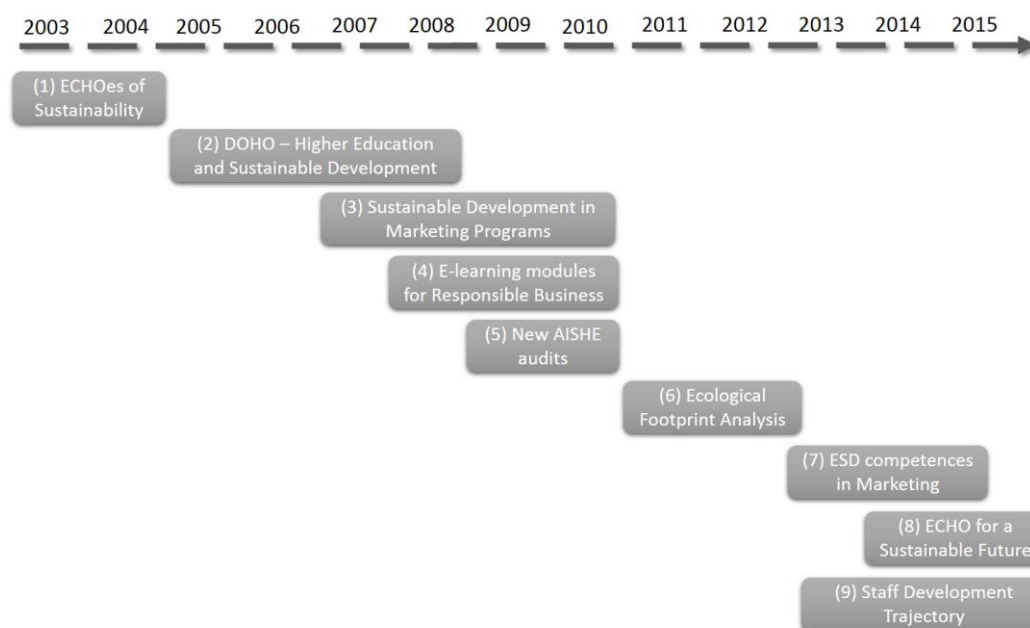 2003 2004 2005 2006 2007 2008 2009 2010 2011 2012 2013 2014 2015
(1) ECHOes of
Sustainability
(2) DOHO – Higher Education
and Sustainable Development
(3) Sustainable Development in
Marketing Programs
(4) E-learning modules
for Responsible Business
(5) New AISHE
audits
(6) Ecological
Footprint Analysis
(7) ESD competences
in Marketing
(8) ECHO for a
Sustainable Future
(9) Staff Development
Trajectory